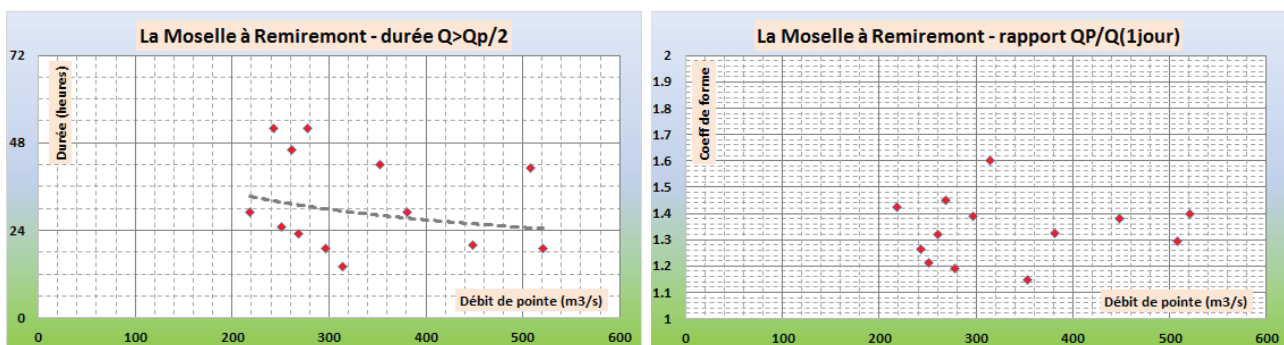 La Moselle à Remiremont - durée Q>Qp/2
72
48
24
0
Durée (heures)
Débit de pointe (m3/s)
0 100 200 300 400 500 600
La Moselle à Remiremont - rapport QP/Q(1jour)
2
1.9
1.8
1.7
1.6
1.5
1.4
1.3
1.2
1.1
1
Coeff de forme
Débit de pointe (m3/s)
0 100 200 300 400 500 600